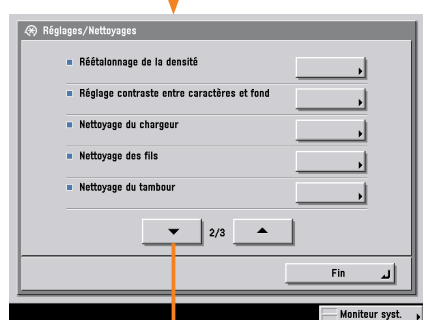 Réglages/Nettoyages
Réétalonnage de la densité
Réglage contraste entre caractères et fond
Nettoyage du chargeur
Nettoyage des fils
Nettoyage du tambour
2/3
Fin
Moniteur syst.